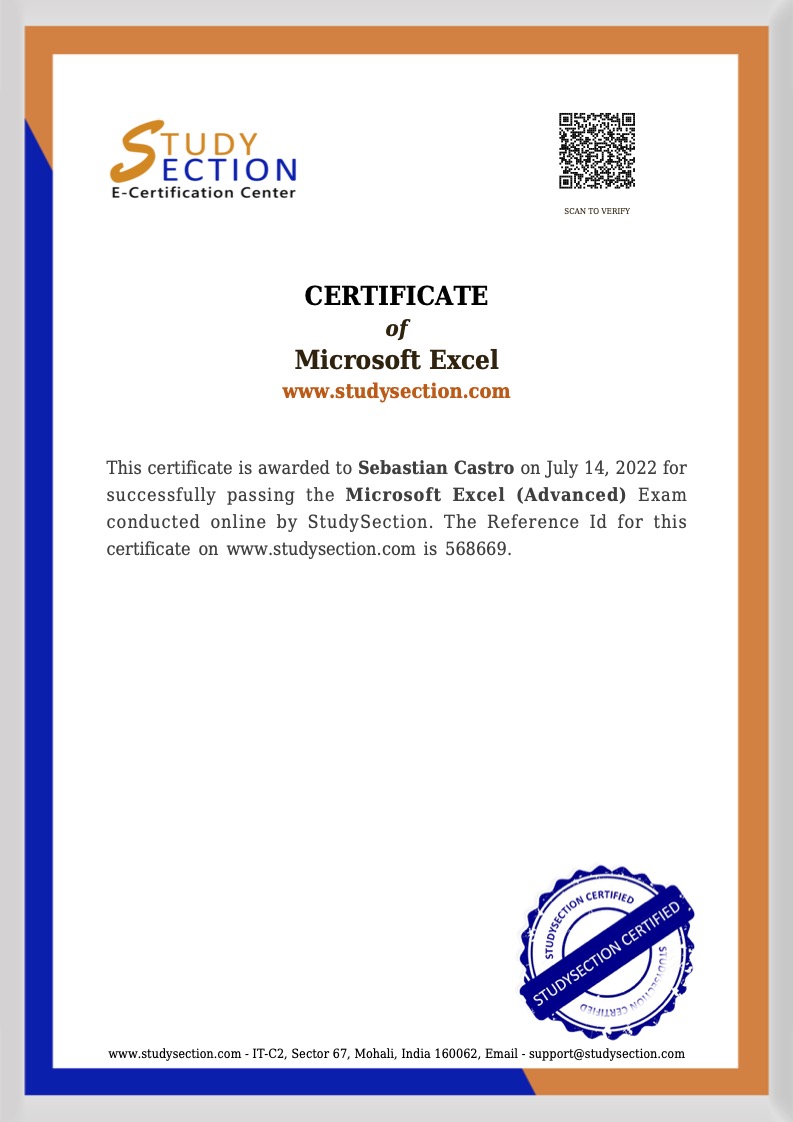 STUDY
SECTION
E-Certification Center
SCAN TO VERIFY
CERTIFICATE
of
Microsoft Excel
www.studysection.com
This certificate is awarded to Sebastian Castro on July 14, 2022 for
successfully passing the Microsoft Excel (Advanced) Exam
conducted online by StudySection. The Reference Id for this
certificate on www.studysection.com is 568669.
STUDYSECTION CERTIFIED
STUDYSECTION CERTIFIED
STUDYSECTION CERTIFIED
www.studysection.com - IT-C2, Sector 67, Mohali, India 160062, Email - support@studysection.com